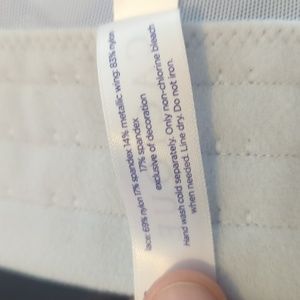 lace: 69% nylon 17% spandex 14% metallic wing: 83% nylon
17% spandex
exclusive of decoration
Hand wash cold separately. Only non-chlorine bleach
when needed. Line dry. Do not iron.